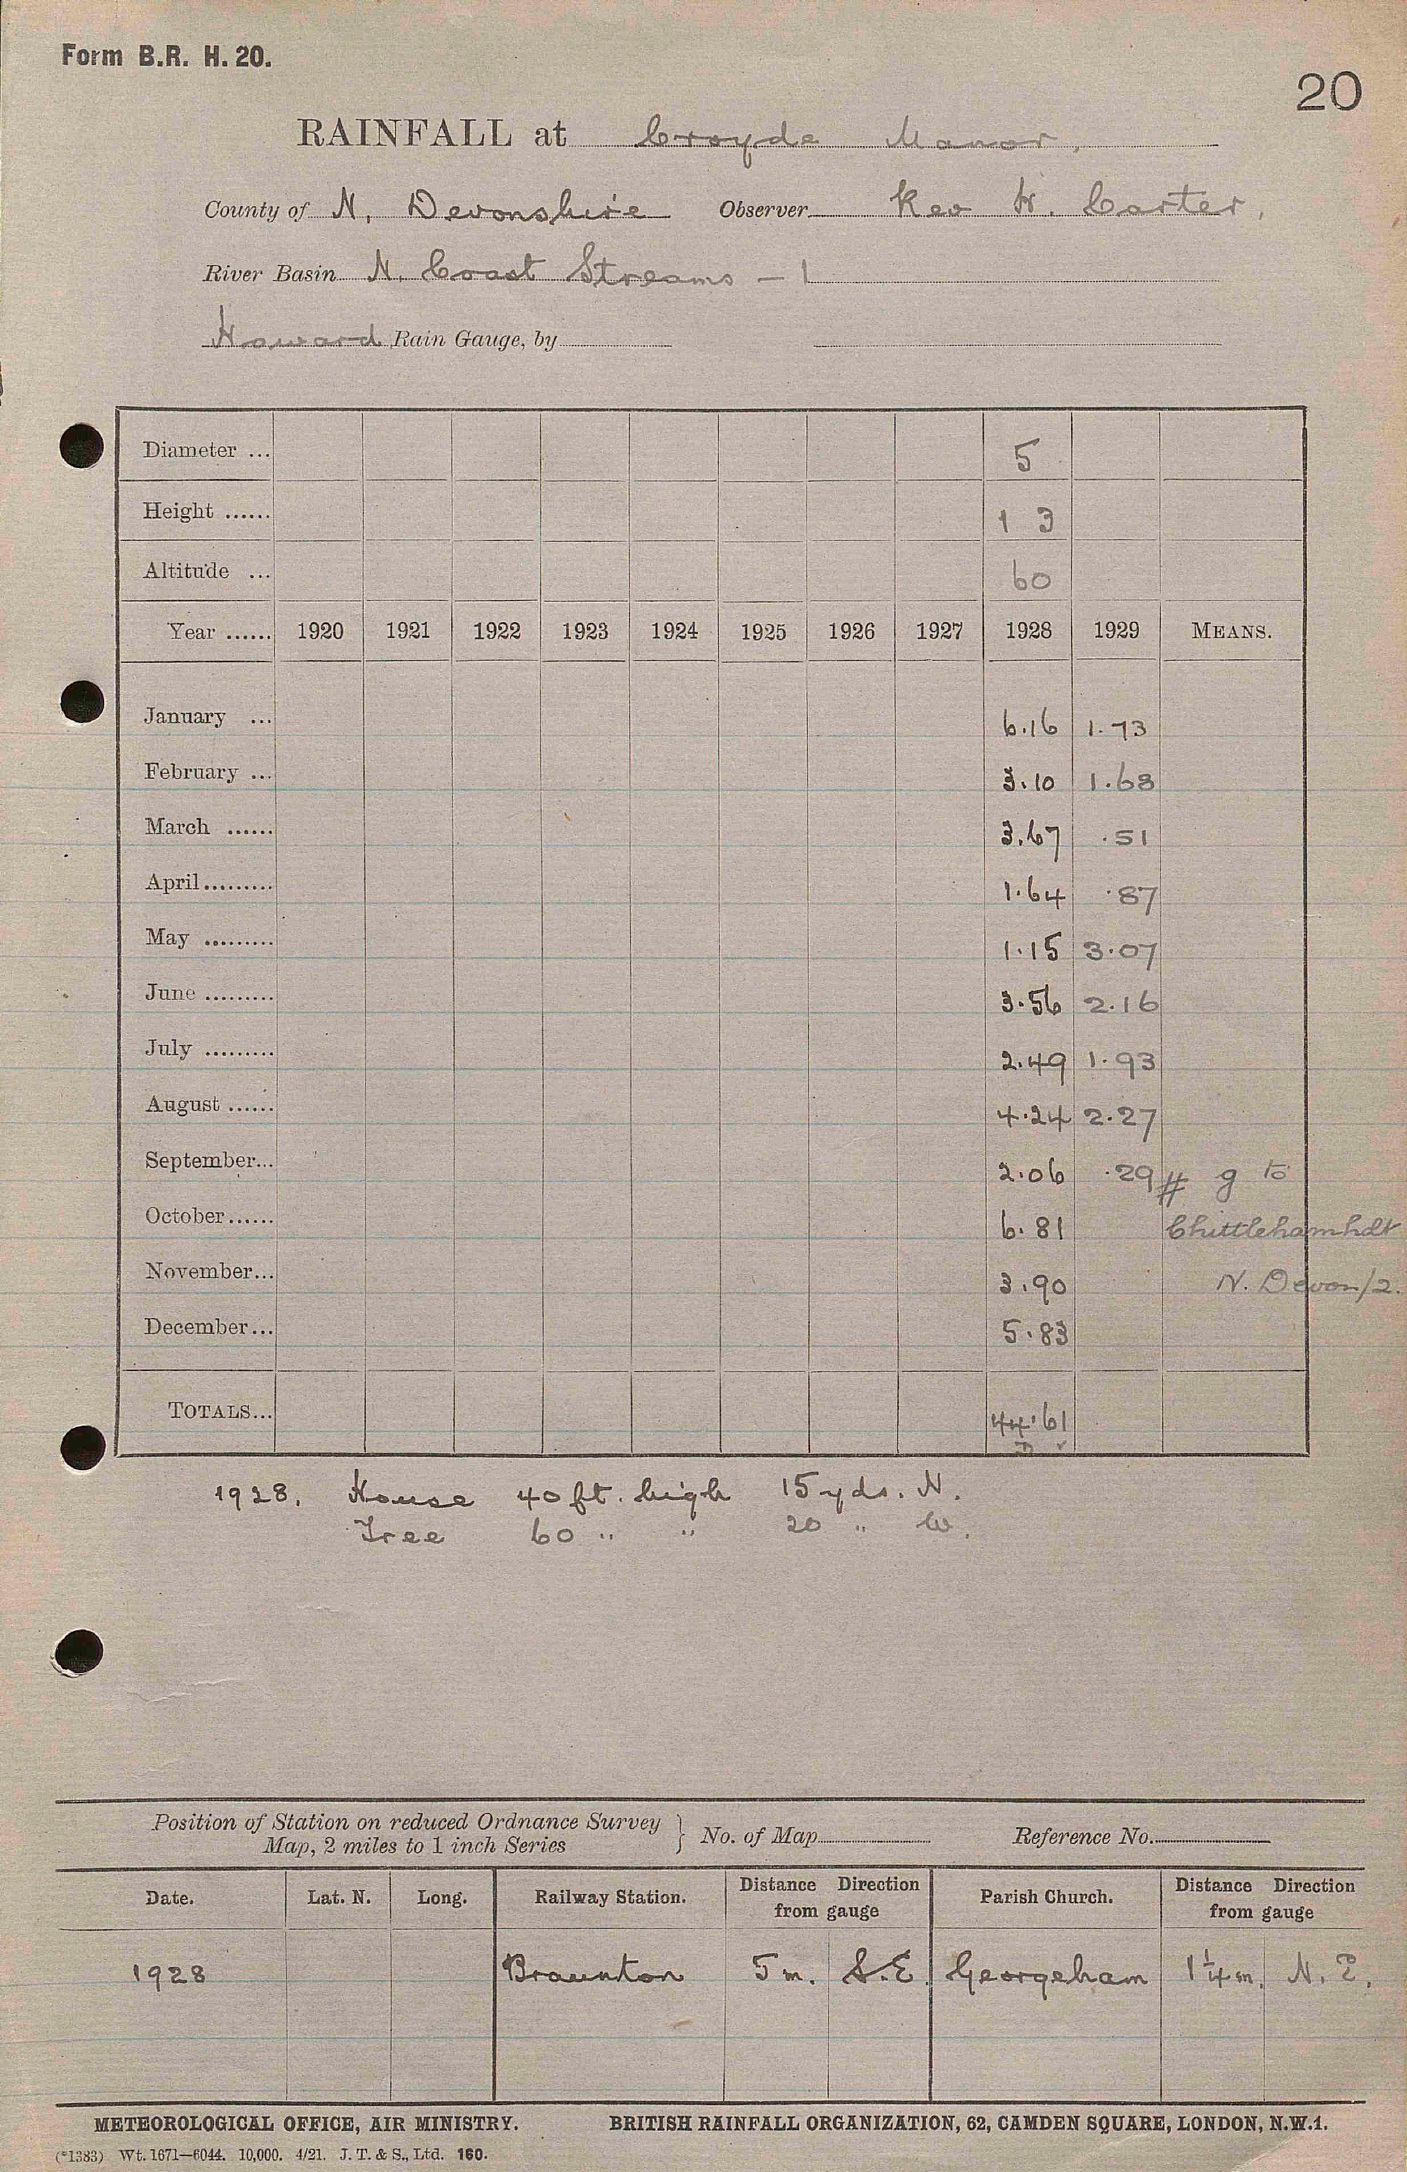 Form B.R. H. 20.
20
RAINFALL at Croyde Manor,
County of N. Devonshire Observer Rev H. Carter,
River Basin N. Coast Streams - 1
Howard Rain Gauge, by
Diameter ... 5
Height ...... 1 3
Altitude ... 60
Year ...... 1920 1921 1922 1923 1924 1925 1926 1927 1928 1929 MEANS.
January ... 6.16 1.73
February ... 3.10 1.68
March ...... 3.67 .51
April ......... 1.64 .87
May ......... 1.15 3.07
June ......... 3.56 2.16
July ......... 2.49 1.93
August ...... 4.24 2.27
September... 2.06 .29 # g to
October ...... 6.81 Chittlehamhdt
November... 3.90 N. Devon/2.
December... 5.83
TOTALS... 44.61
1928. House 40 ft. high 15 yds. N.
Tree 60 " " 20 " W.
Position of Station on reduced Ordnance Survey
Map, 2 miles to 1 inch Series } No. of Map Reference No.
Date. Lat. N. Long. Railway Station. Distance Direction from gauge Parish Church. Distance Direction from gauge
1928 Braunton 5 m. S.E. Georgeham 1 1/4 m. N. E.
METEOROLOGICAL OFFICE, AIR MINISTRY. BRITISH RAINFALL ORGANIZATION, 62, CAMDEN SQUARE, LONDON, N.W.1.
(*1383) Wt. 1671—6044. 10,000. 4/21. J. T. & S., Ltd. 160.